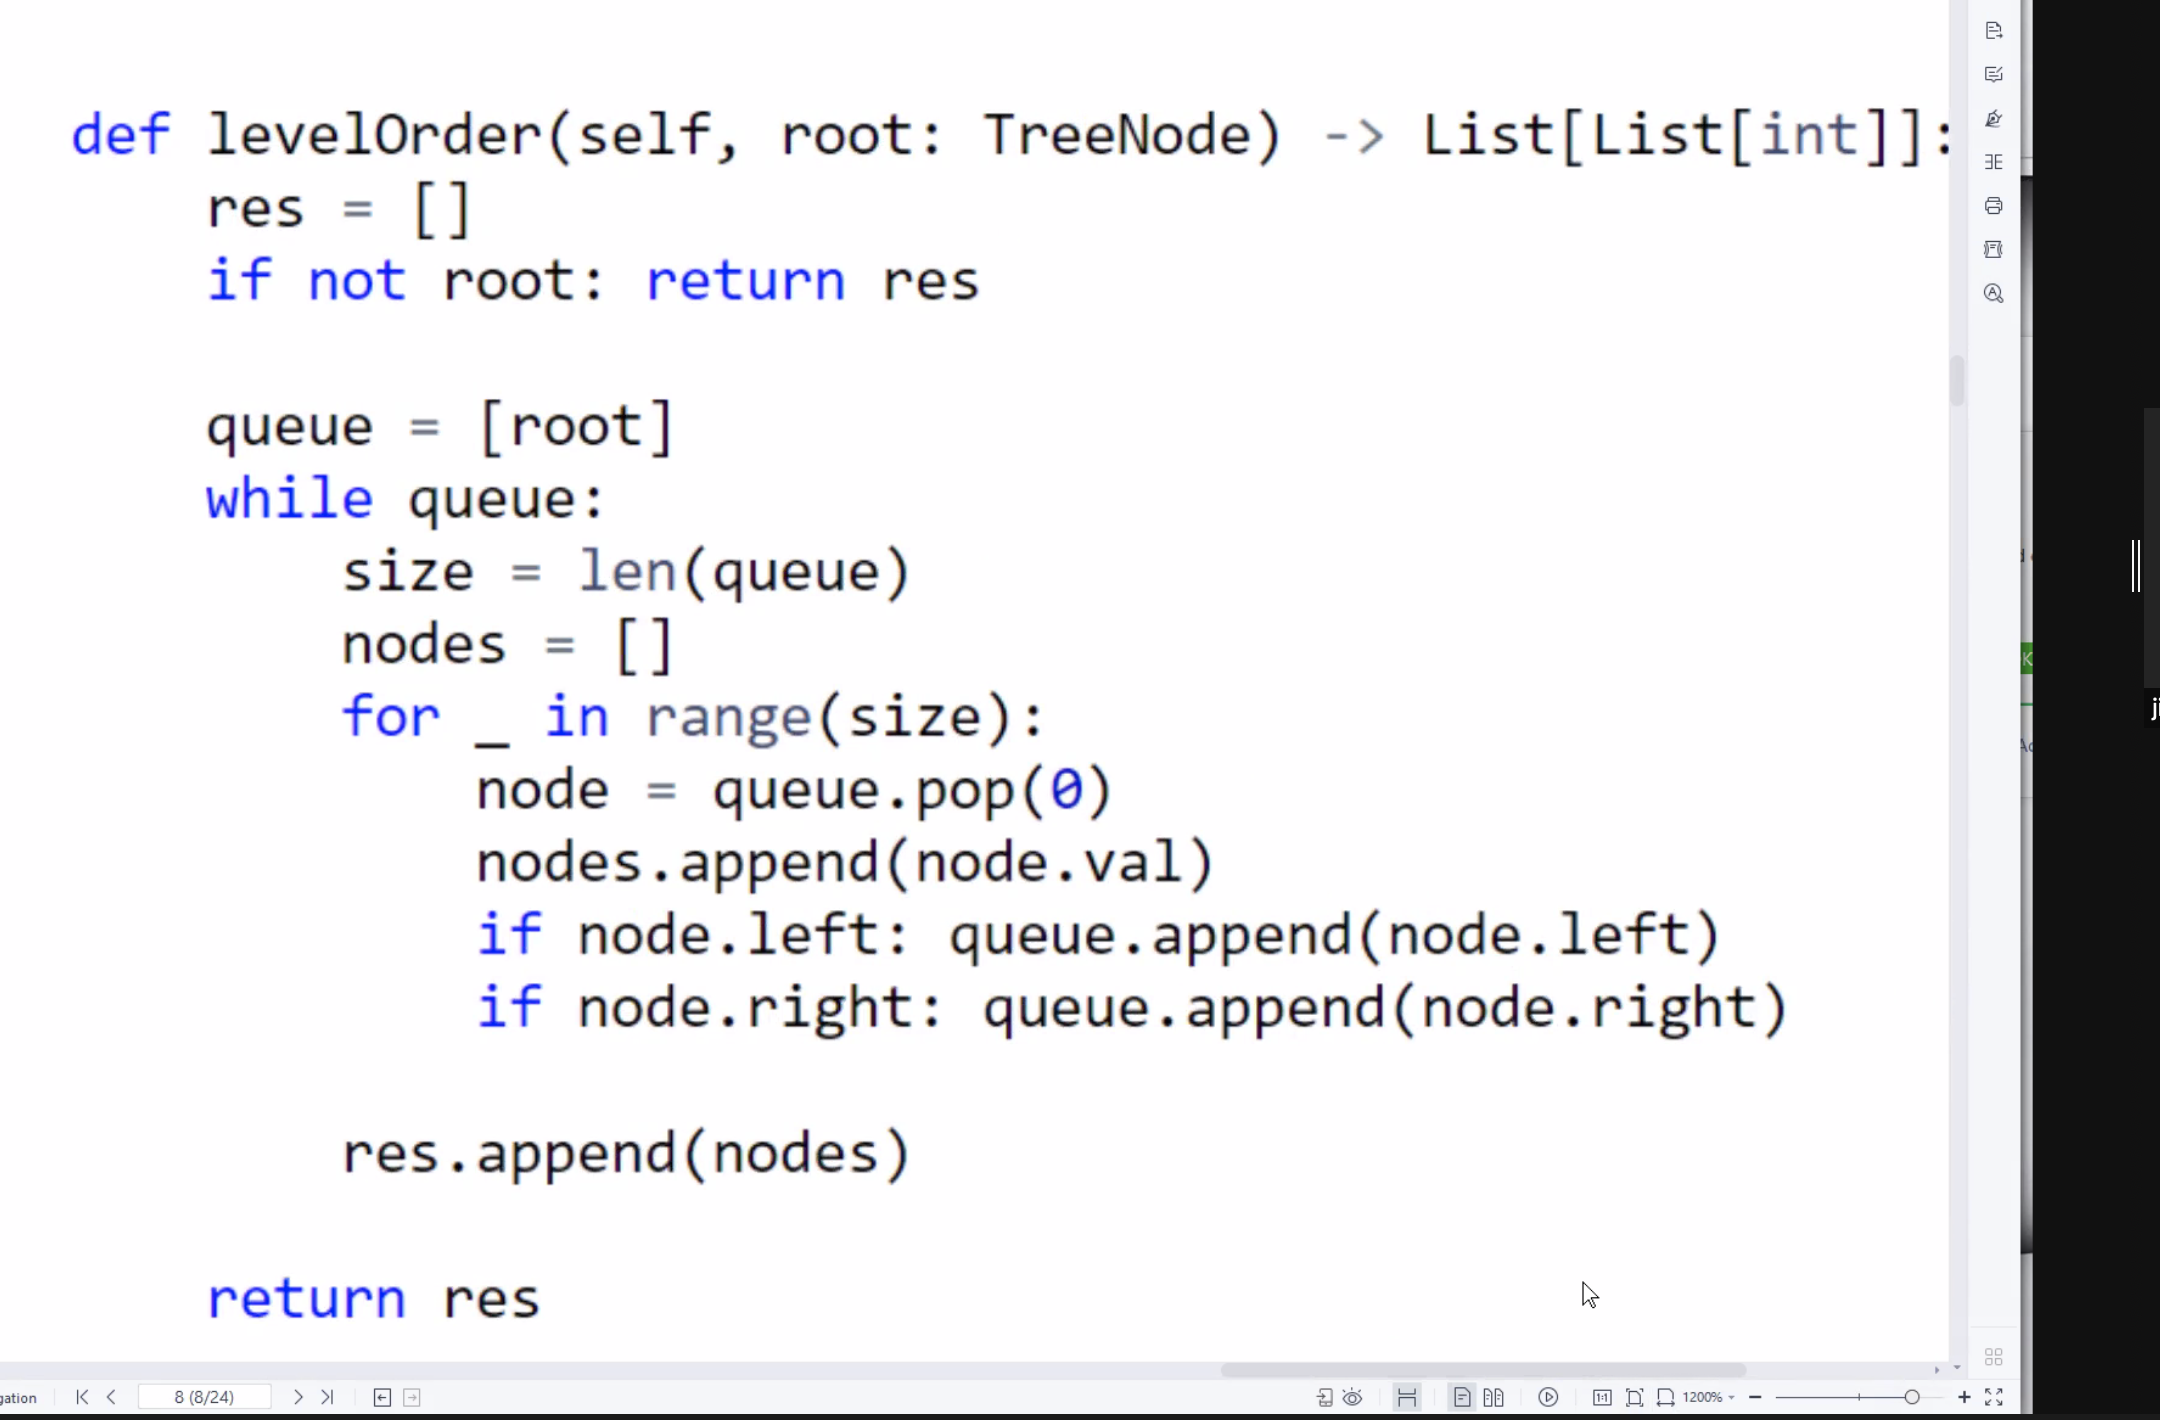 def levelOrder(self, root: TreeNode) -> List[List[int]]:
    res = []
    if not root: return res

    queue = [root]
    while queue:
        size = len(queue)
        nodes = []
        for _ in range(size):
            node = queue.pop(0)
            nodes.append(node.val)
            if node.left: queue.append(node.left)
            if node.right: queue.append(node.right)

        res.append(nodes)

    return res
gation 8 (8/24) 1:1 1200%